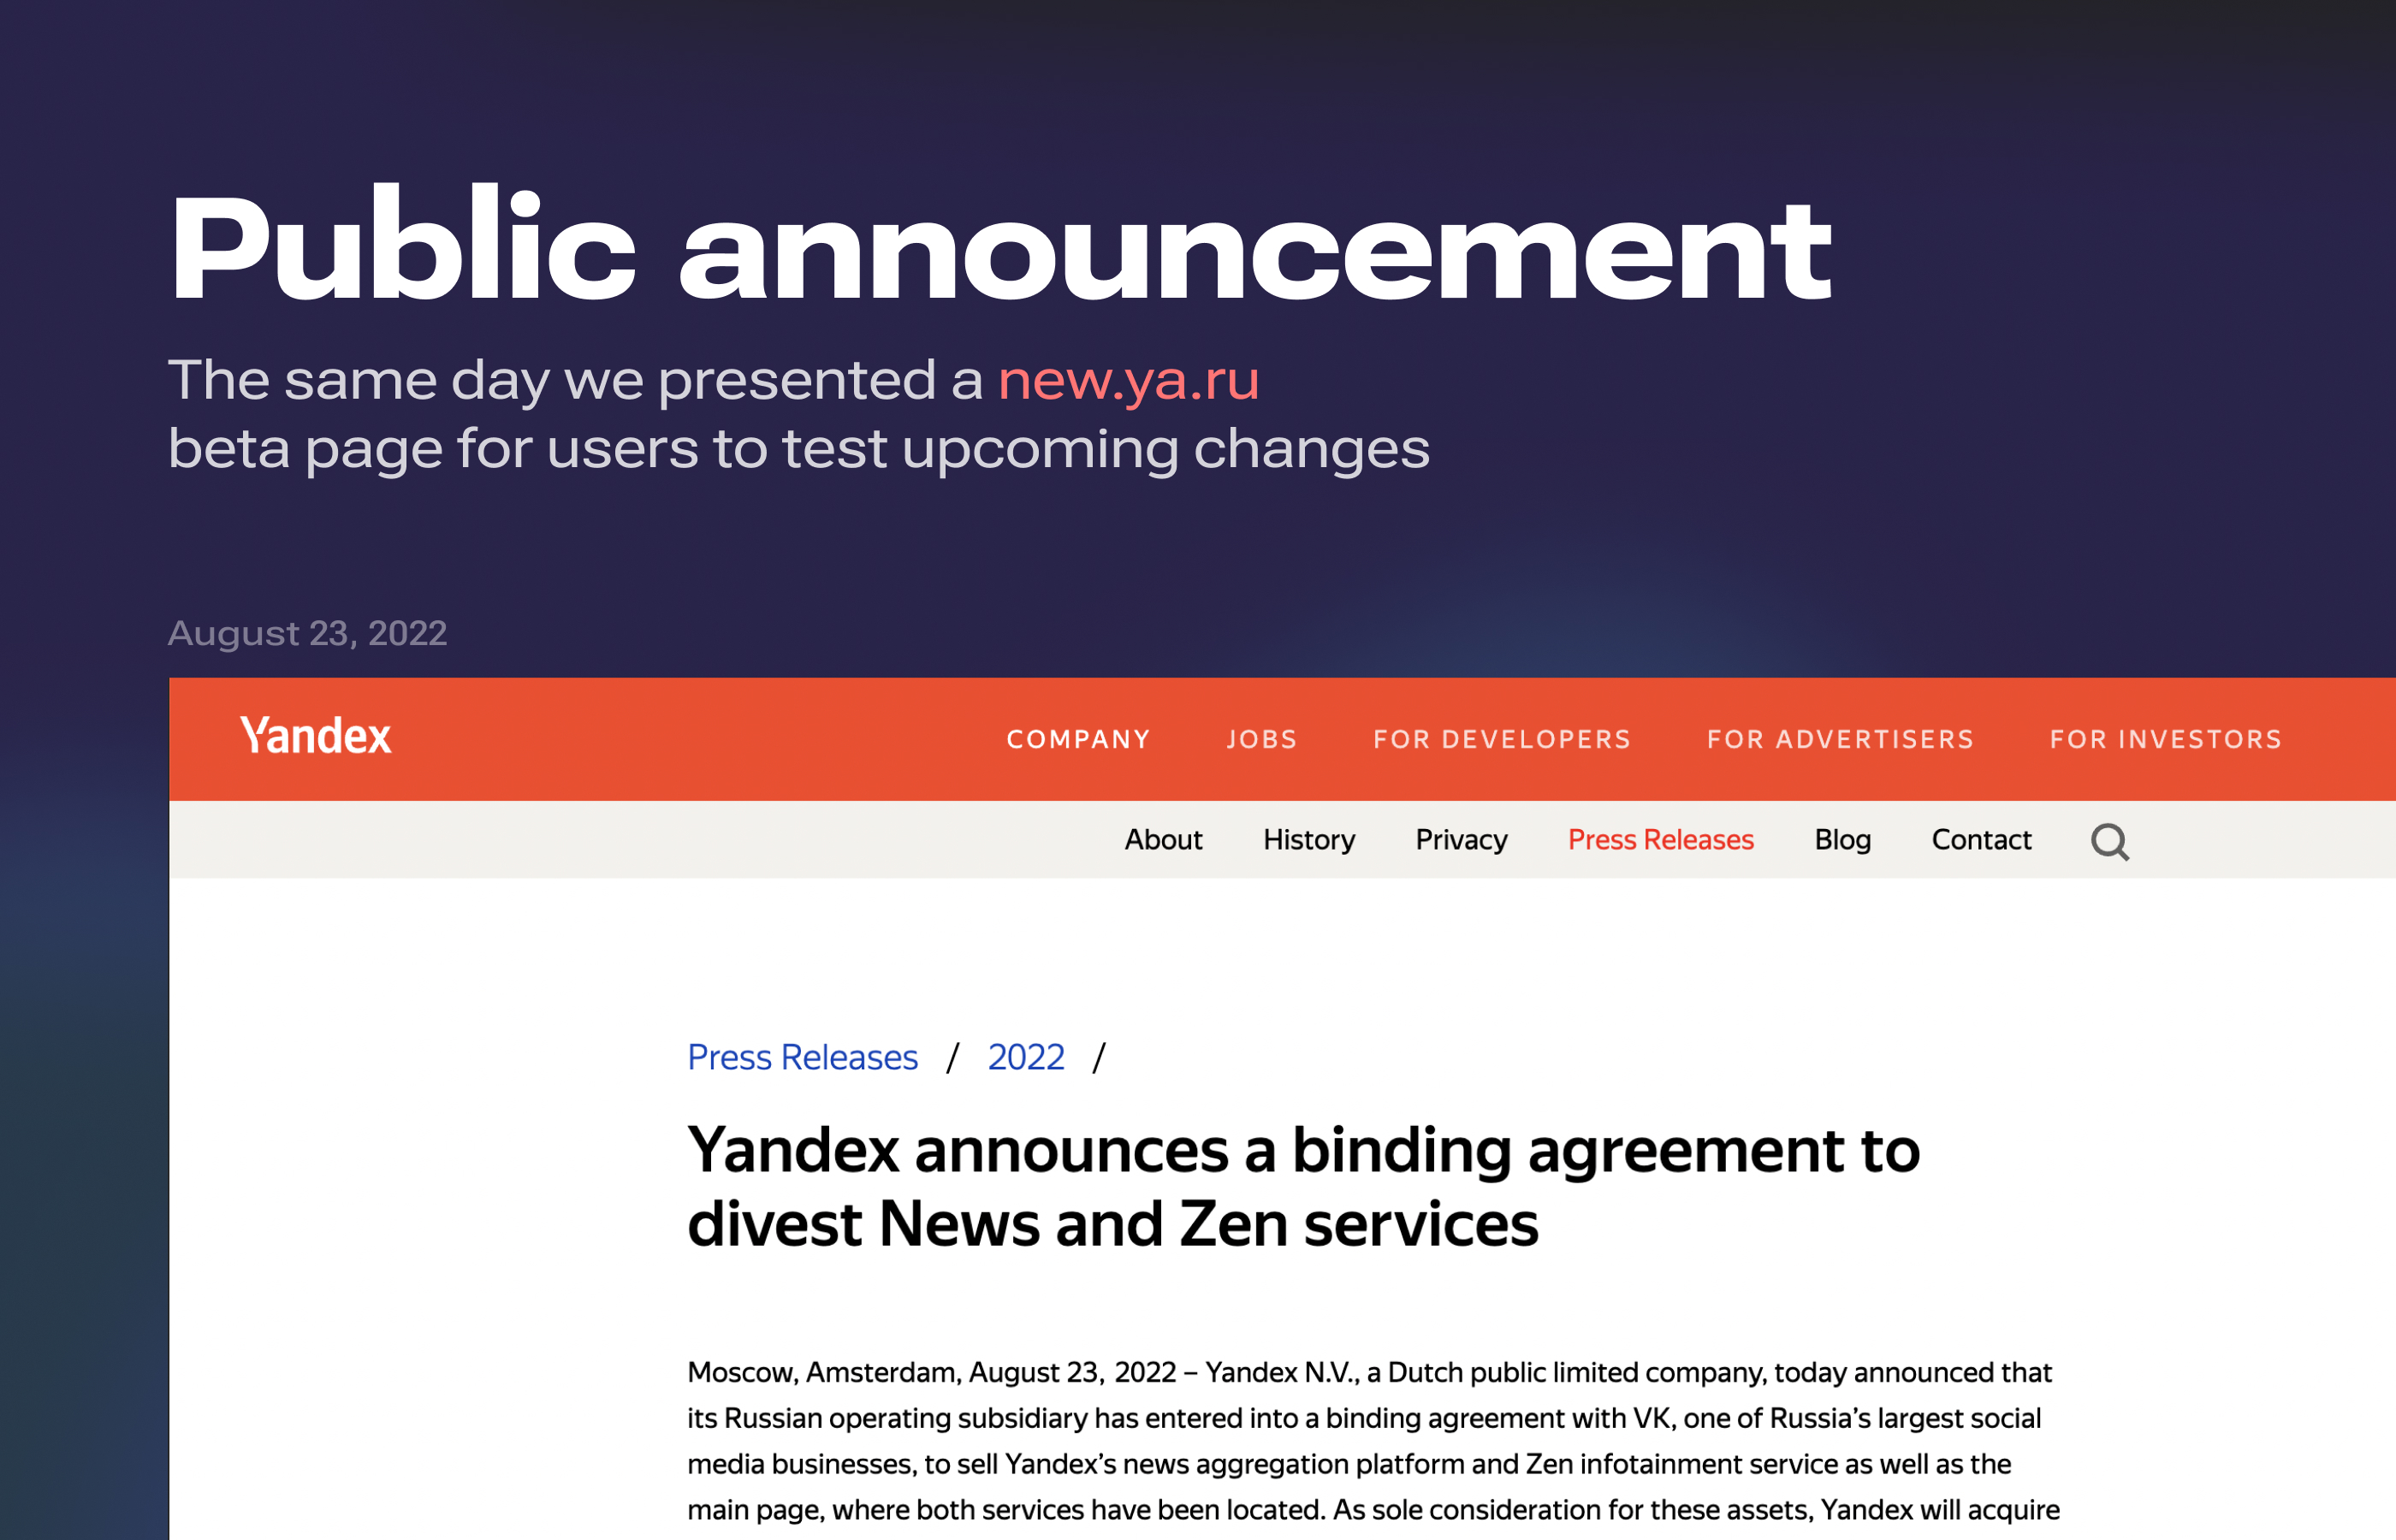 Public announcement
The same day we presented a new.ya.ru
beta page for users to test upcoming changes
August 23, 2022
Yandex
COMPANY JOBS FOR DEVELOPERS FOR ADVERTISERS FOR INVESTORS
About History Privacy Press Releases Blog Contact
Press Releases / 2022 /
Yandex announces a binding agreement to
divest News and Zen services
Moscow, Amsterdam, August 23, 2022 – Yandex N.V., a Dutch public limited company, today announced that
its Russian operating subsidiary has entered into a binding agreement with VK, one of Russia’s largest social
media businesses, to sell Yandex’s news aggregation platform and Zen infotainment service as well as the
main page, where both services have been located. As sole consideration for these assets, Yandex will acquire